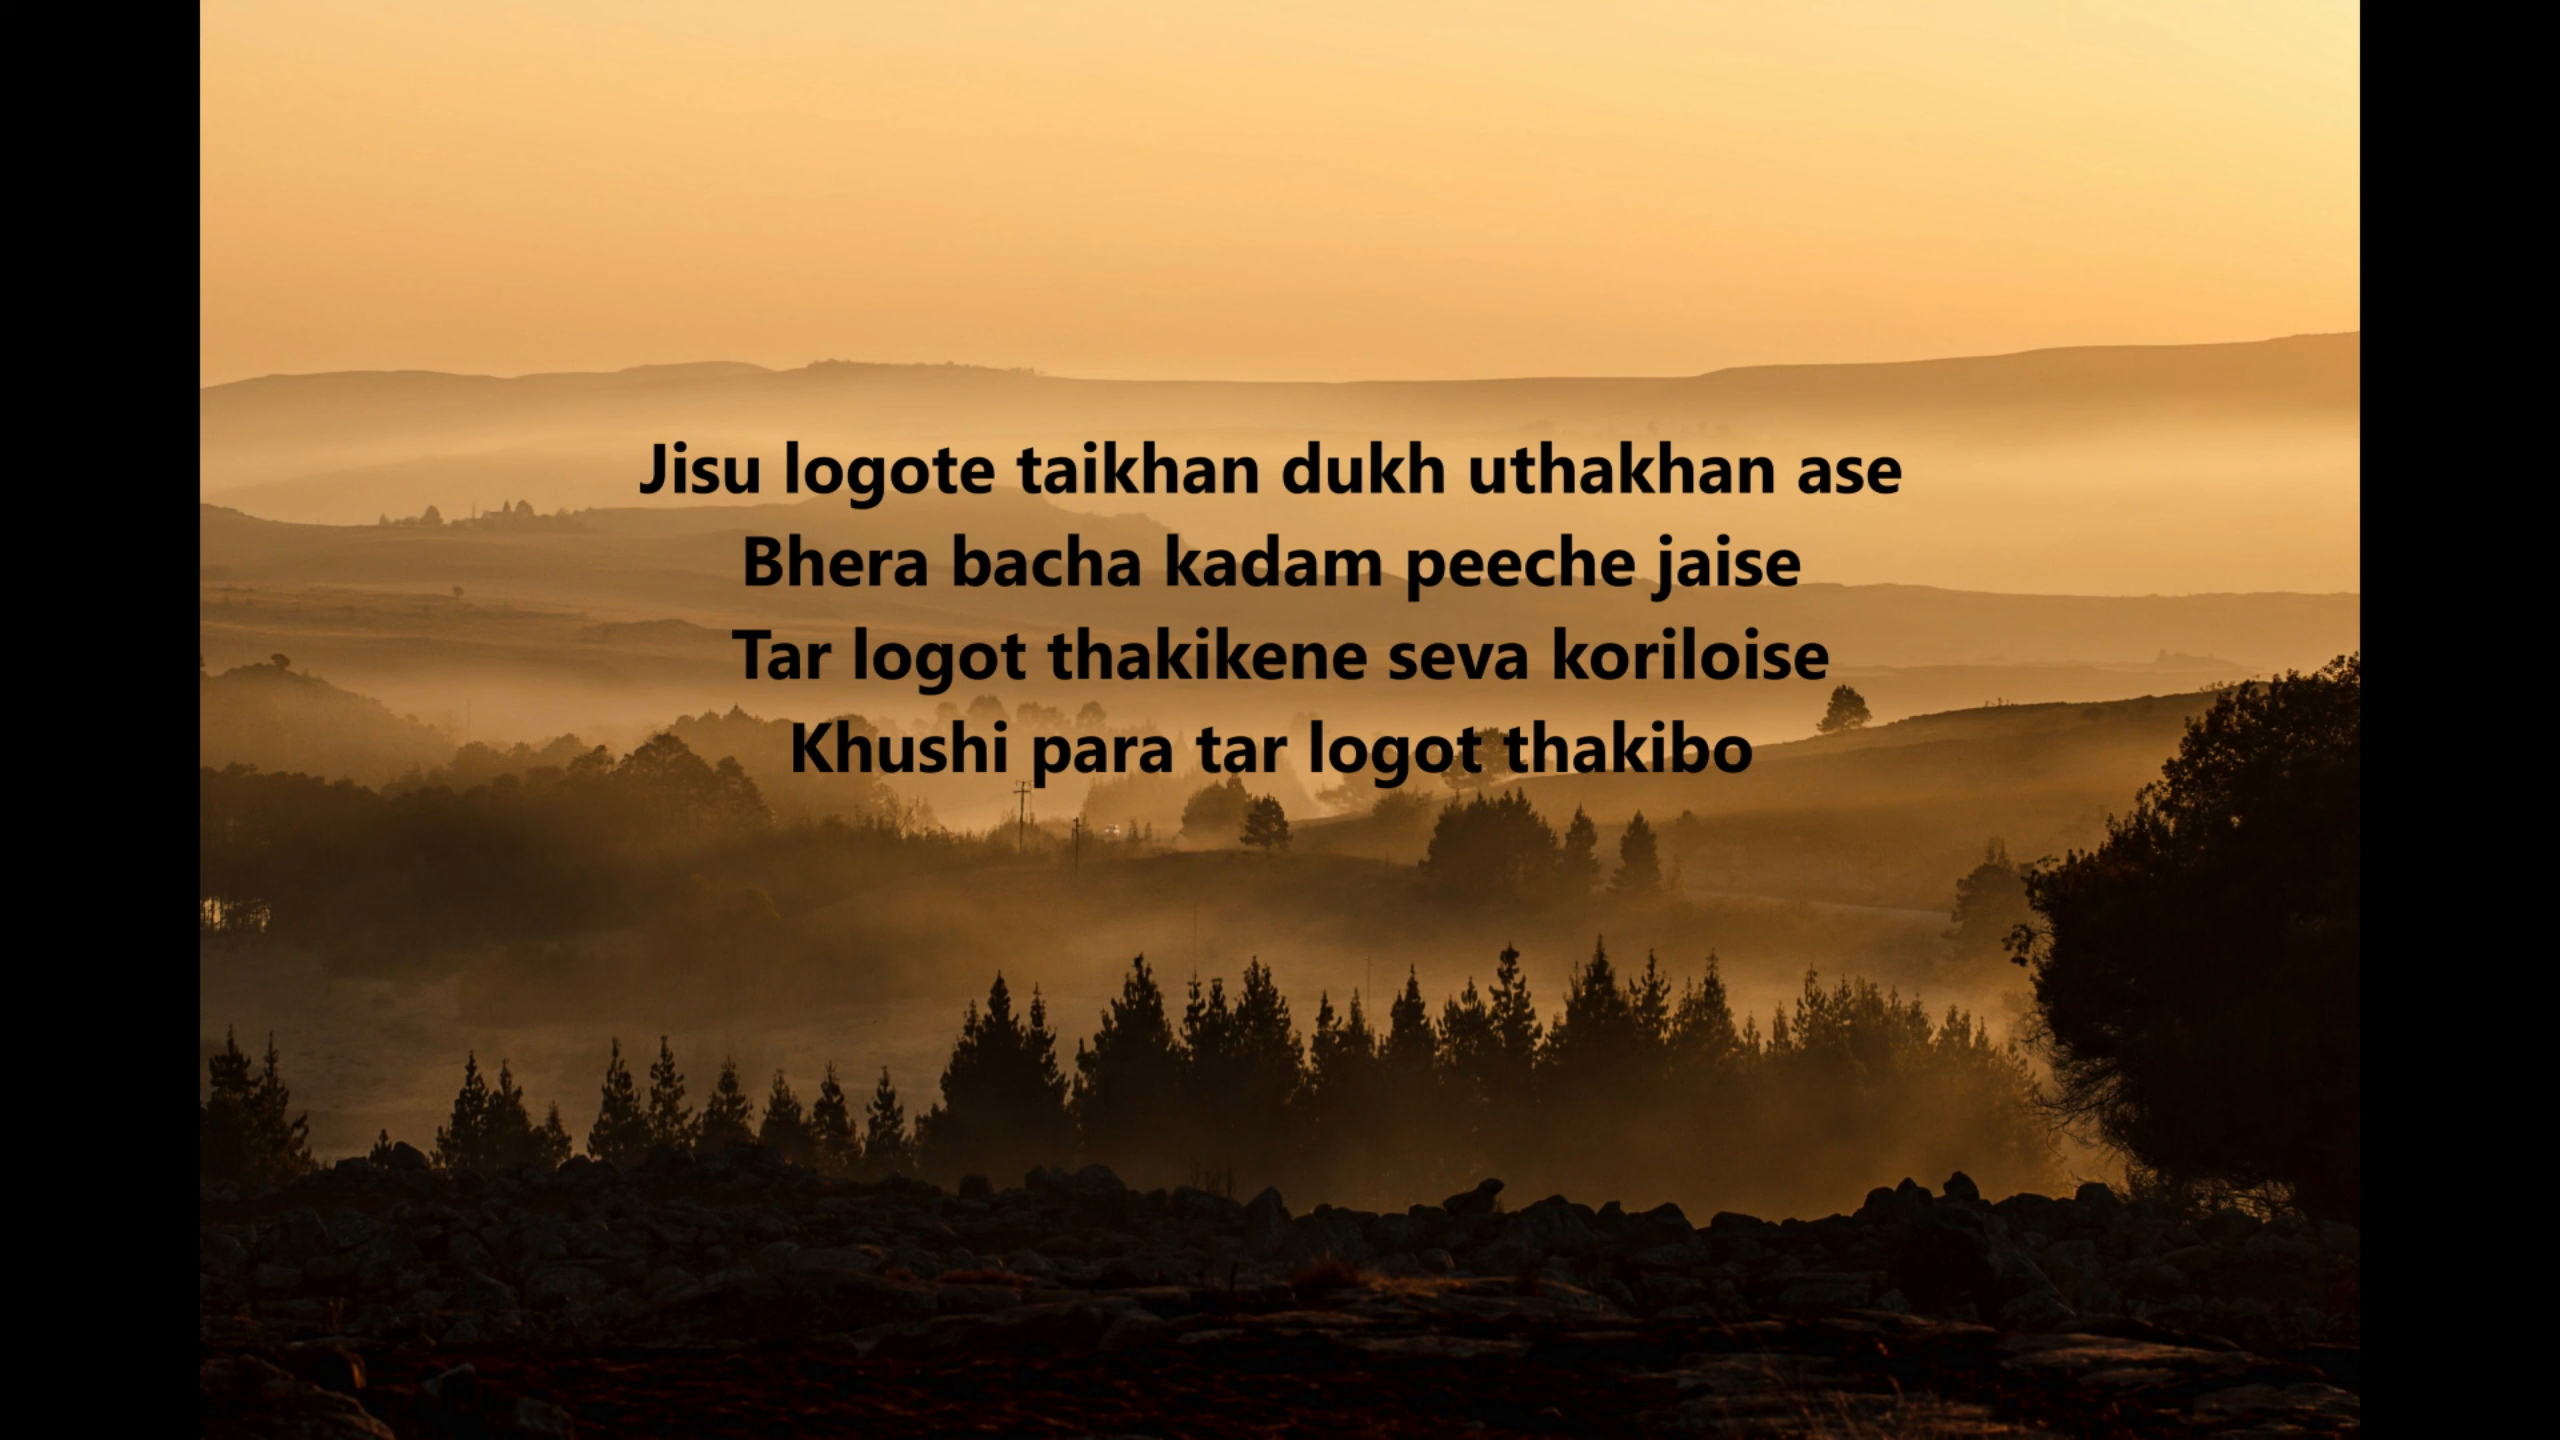 Jisu logote taikhan dukh uthakhan ase
Bhera bacha kadam peeche jaise
Tar logot thakikene seva koriloise
Khushi para tar logot thakibo